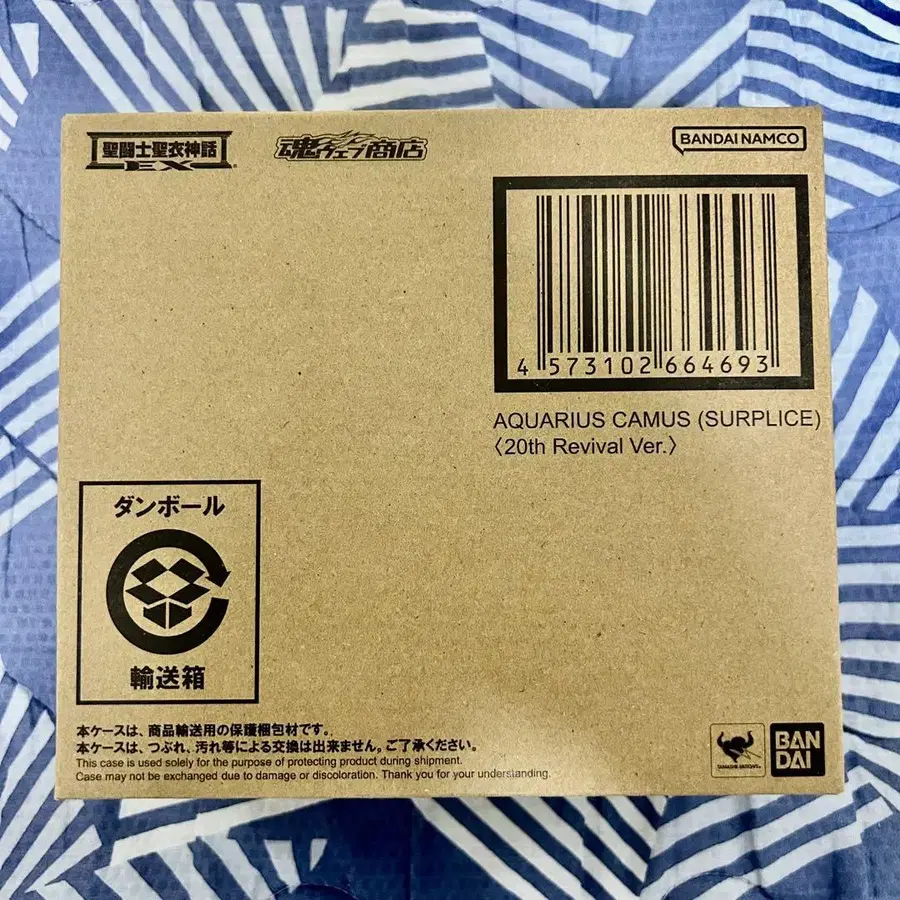 聖闘士聖衣神話
EX
魂ウェブ商店
BANDAI NAMCO
4 573102 664693
AQUARIUS CAMUS (SURPLICE)
〈20th Revival Ver.〉
ダンボール
輸送箱
本ケースは、商品輸送用の保護梱包材です。
本ケースは、つぶれ、汚れ等による交換は出来ません。ご了承ください。
This case is used solely for the purpose of protecting product during shipment.
Case may not be exchanged due to damage or discoloration. Thank you for your understanding.
TAMASHII NATIONS
BAN
DAI